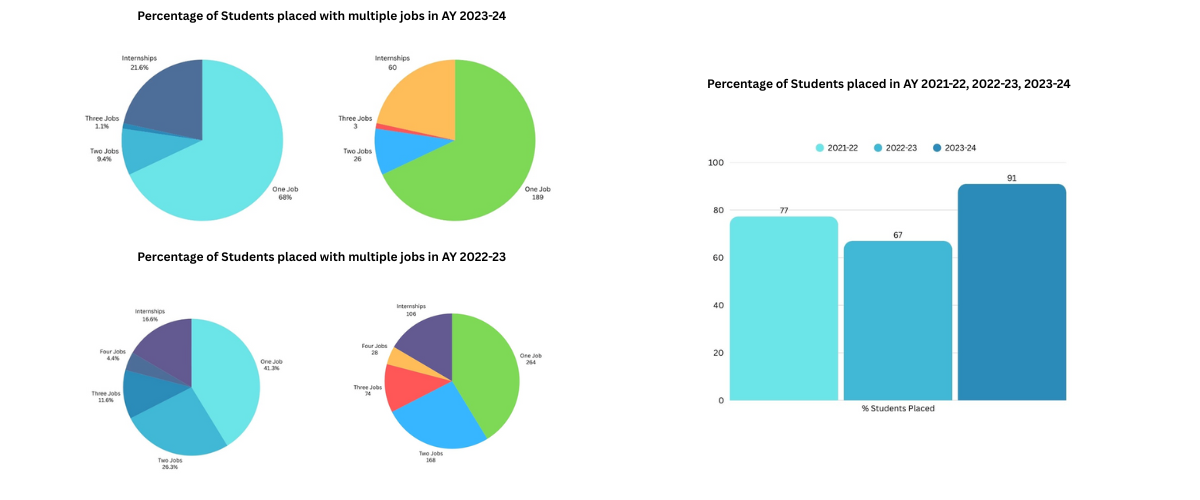 Percentage of Students placed with multiple jobs in AY 2023-24
Internships
21.6%
Three Jobs
1.1%
Two Jobs
9.4%
One Job
68%
Internships
60
Three Jobs
3
Two Jobs
26
One Job
189
Percentage of Students placed with multiple jobs in AY 2022-23
Internships
16.6%
Four Jobs
4.4%
Three Jobs
11.6%
Two Jobs
26.3%
One Job
41.3%
Internships
106
Four Jobs
28
Three Jobs
74
Two Jobs
168
One Job
264
Percentage of Students placed in AY 2021-22, 2022-23, 2023-24
2021-22 2022-23 2023-24
100
80
60
40
20
0
77
67
91
% Students Placed